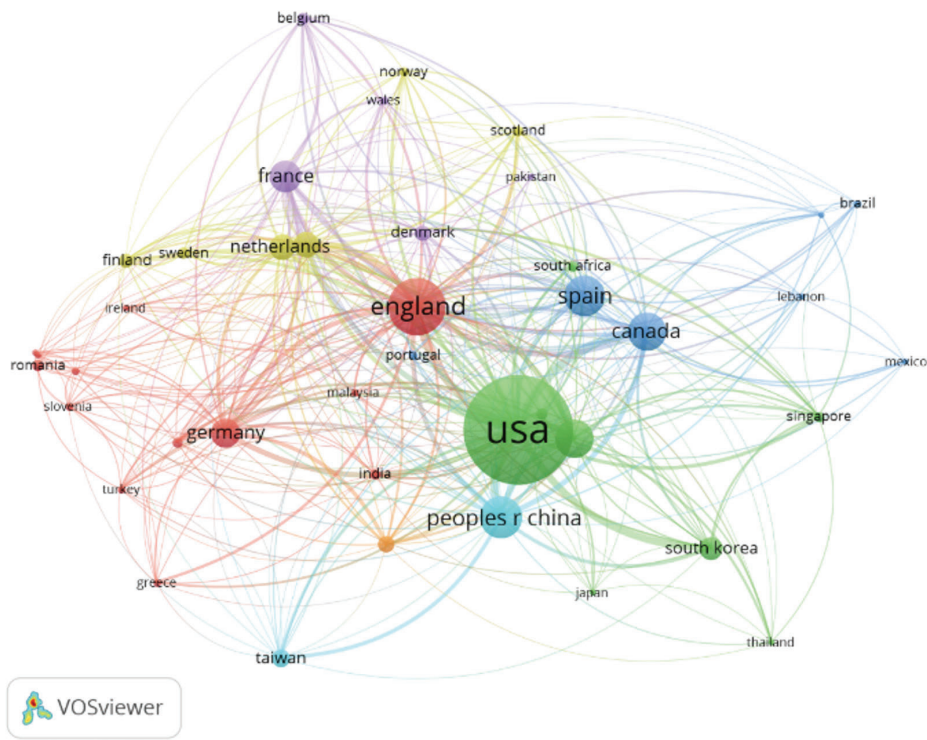 belgium
norway
wales
scotland
france
pakistan
brazil
denmark
netherlands
sweden
finland
south africa
spain
lebanon
england
ireland
canada
portugal
romania
mexico
malaysia
slovenia
singapore
usa
germany
india
turkey
peoples r china
south korea
greece
japan
thailand
taiwan
VOSviewer